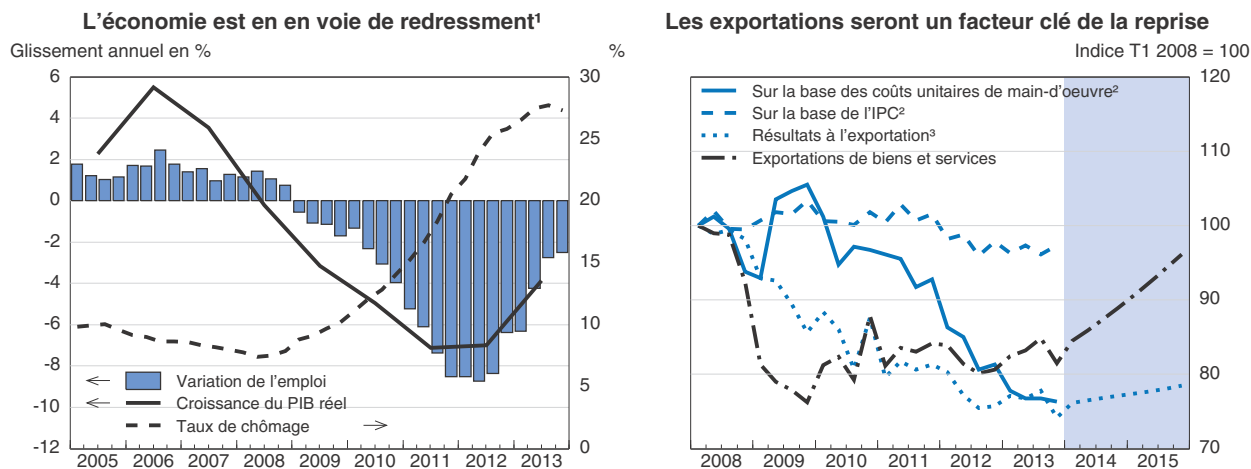 L'économie est en en voie de redressment¹
Glissement annuel en %
%
6
4
2
0
-2
-4
-6
-8
-10
-12
30
25
20
15
10
5
0
Variation de l'emploi
Croissance du PIB réel
Taux de chômage
2005 2006 2007 2008 2009 2010 2011 2012 2013
Les exportations seront un facteur clé de la reprise
Indice T1 2008 = 100
Sur la base des coûts unitaires de main-d'oeuvre²
Sur la base de l'IPC²
Résultats à l'exportation³
Exportations de biens et services
120
110
100
90
80
70
2008 2009 2010 2011 2012 2013 2014 2015